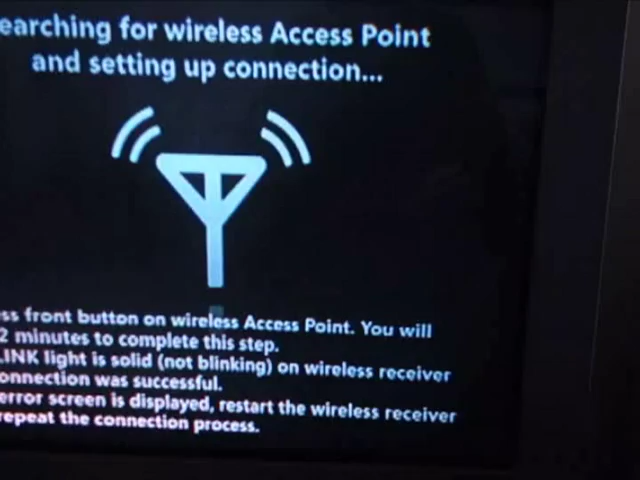 earching for wireless Access Point
and setting up connection...
ss front button on wireless Access Point. You will
2 minutes to complete this step.
LINK light is solid (not blinking) on wireless receiver
onnection was successful.
error screen is displayed, restart the wireless receiver
repeat the connection process.